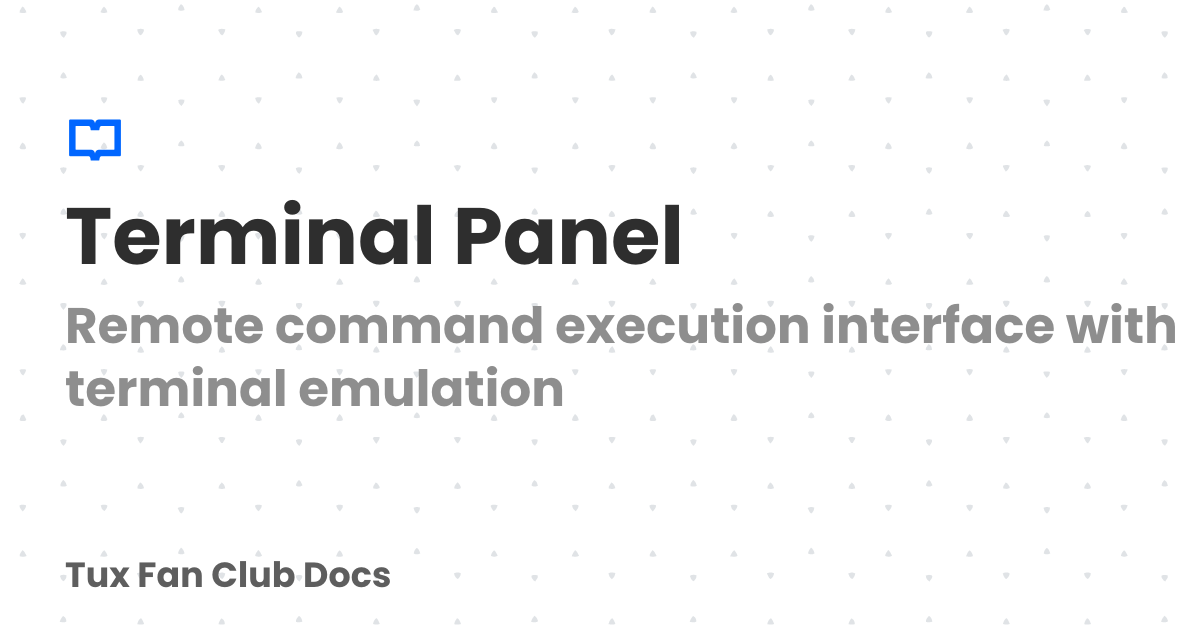 Terminal Panel
Remote command execution interface with
terminal emulation
Tux Fan Club Docs